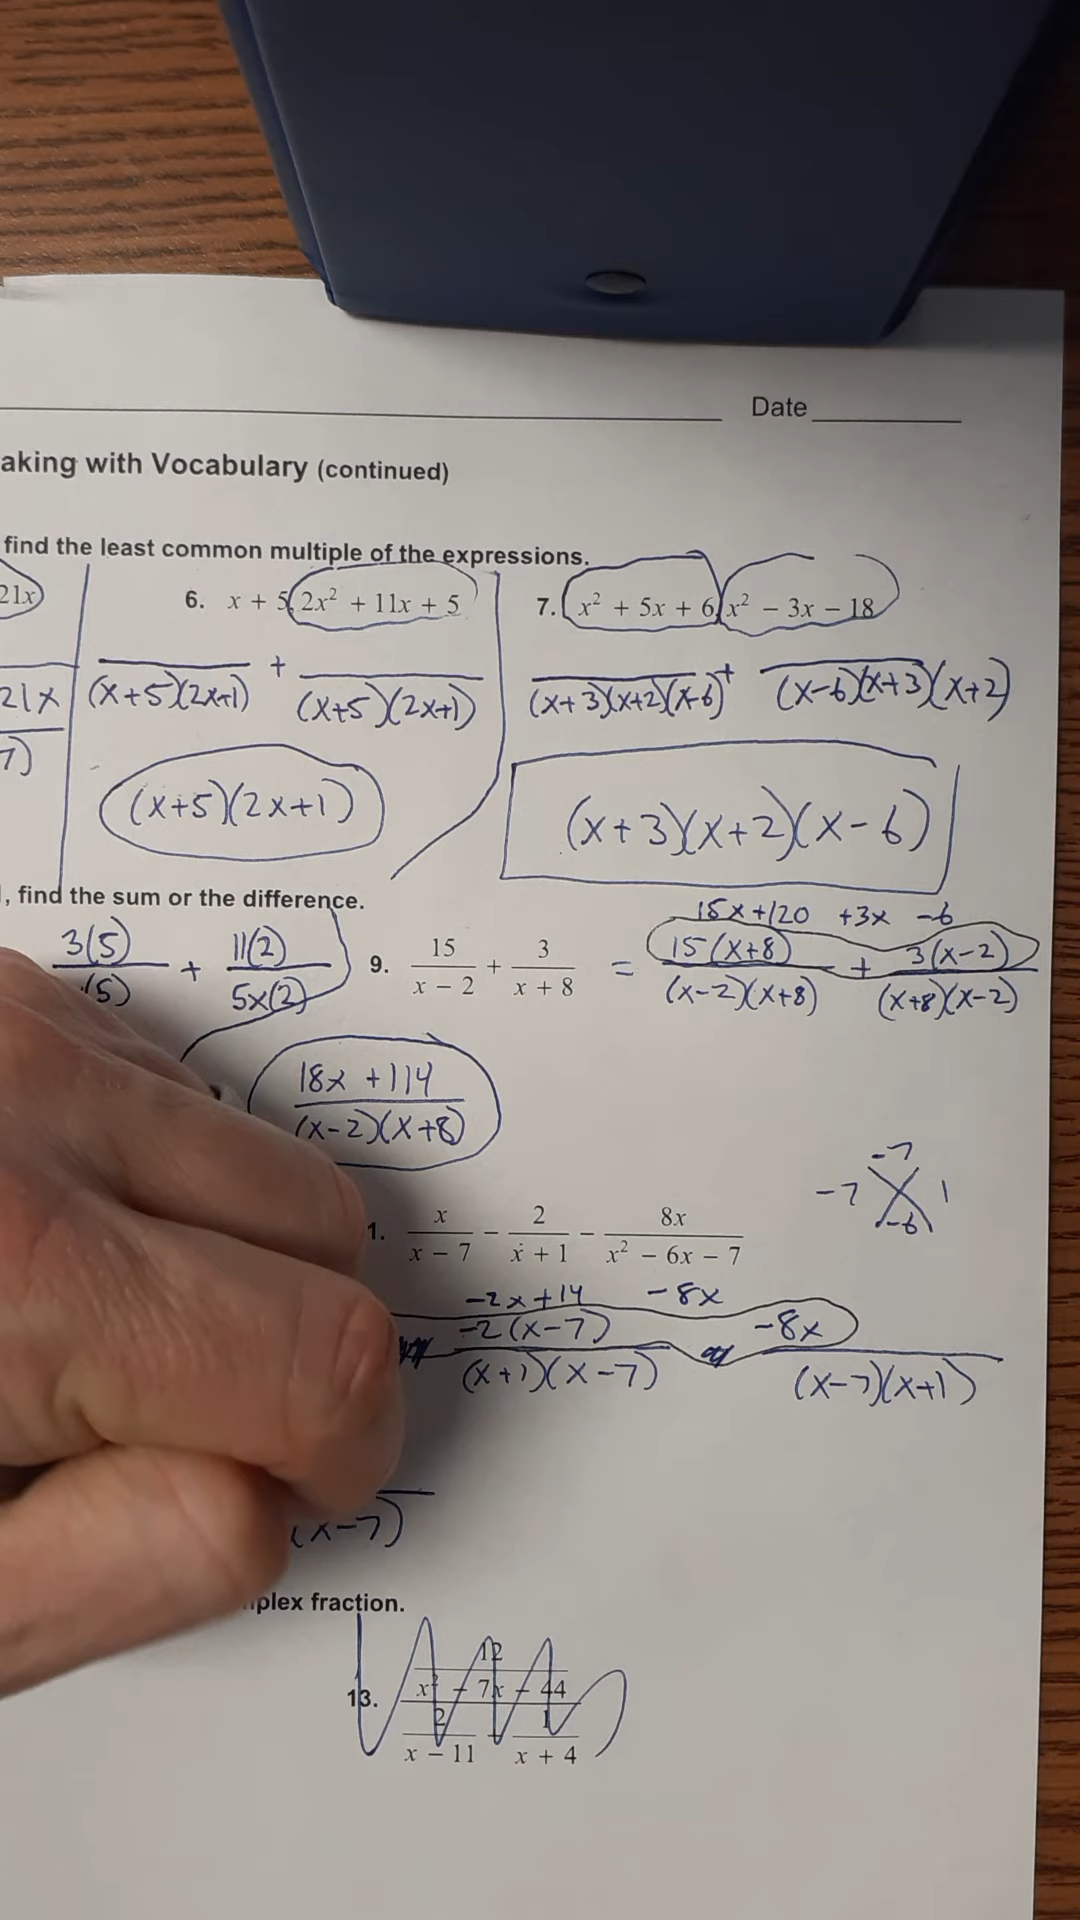 Date
aking with Vocabulary (continued)
find the least common multiple of the expressions.
21x
6. x + 5, 2x² + 11x + 5
7. x² + 5x + 6, x² − 3x − 18
21x
7)
(x+5)(2x+1) + (x+5)(2x+1)
(x+3)(x+2)(x-6) + (x-6)(x+3)(x+2)
(x+5)(2x+1)
(x+3)(x+2)(x-6)
, find the sum or the difference.
15x+120 +3x -6
3(5) + 11(2)
(5) 5x(2)
9. 15/(x − 2) + 3/(x + 8) = 15(x+8)/(x-2)(x+8) + 3(x-2)/(x+8)(x-2)
18x + 114
(x-2)(x+8)
-7
-7 1
-6
1. x/(x − 7) − 2/(x + 1) − 8x/(x² − 6x − 7)
-2x+14 -8x
-2(x-7) -8x
(x+1)(x-7) (x-7)(x+1)
(x-7)
plex fraction.
12
x² − 7x − 44
13.
2 1
x − 11 x + 4